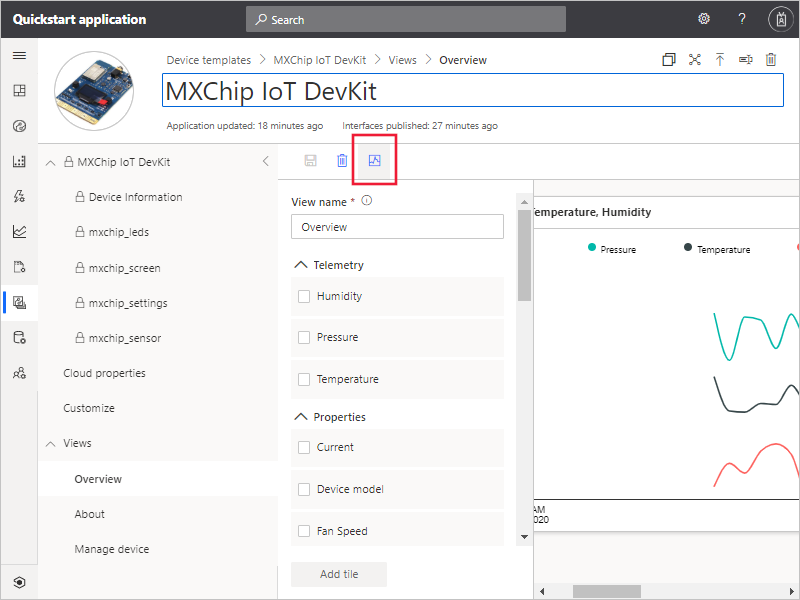 Quickstart application
Search
?
Device templates > MXChip IoT DevKit > Views > Overview
MXChip IoT DevKit
Application updated: 18 minutes ago Interfaces published: 27 minutes ago
MXChip IoT DevKit
Device Information
mxchip_leds
mxchip_screen
mxchip_settings
mxchip_sensor
Cloud properties
Customize
Views
Overview
About
Manage device
View name *
Overview
Telemetry
Humidity
Pressure
Temperature
Properties
Current
Device model
Fan Speed
Add tile
Temperature, Humidity
Pressure Temperature
AM
020